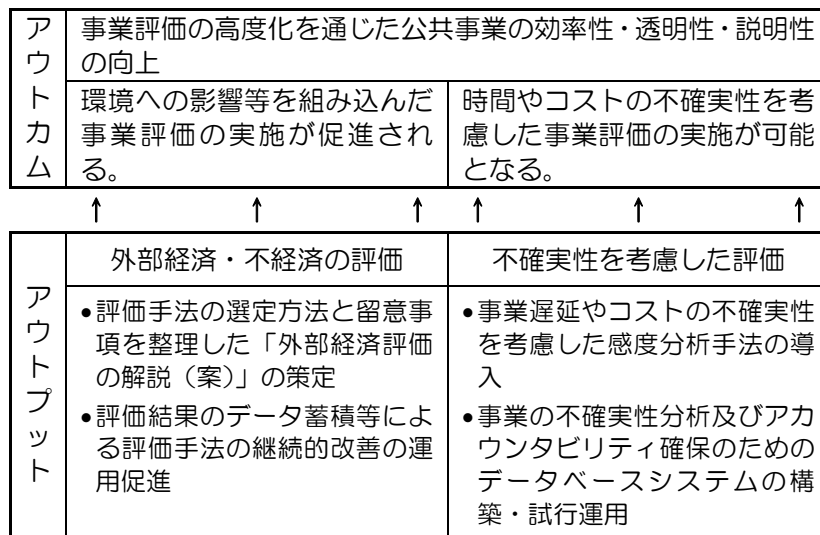 アウトカム
事業評価の高度化を通じた公共事業の効率性・透明性・説明性
の向上
環境への影響等を組み込んだ
事業評価の実施が促進され
る。
時間やコストの不確実性を考
慮した事業評価の実施が可能
となる。
↑ ↑ ↑ ↑ ↑ ↑
アウトプット
外部経済・不経済の評価
•評価手法の選定方法と留意事
項を整理した「外部経済評価
の解説（案）」の策定
•評価結果のデータ蓄積等によ
る評価手法の継続的改善の運
用促進
不確実性を考慮した評価
•事業遅延やコストの不確実性
を考慮した感度分析手法の導
入
•事業の不確実性分析及びアカ
ウンタビリティ確保のための
データベースシステムの構
築・試行運用